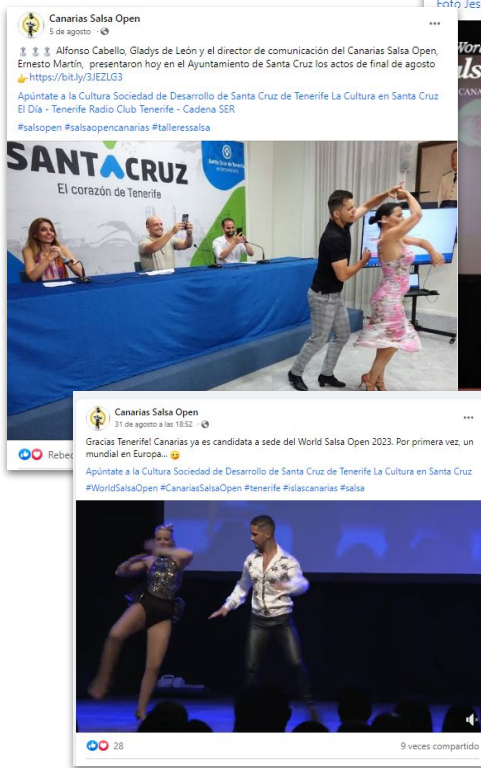 Foto Jes
Canarias Salsa Open
5 de agosto ·
Alfonso Cabello, Gladys de León y el director de comunicación del Canarias Salsa Open,
Ernesto Martín, presentaron hoy en el Ayuntamiento de Santa Cruz los actos de final de agosto
https://bit.ly/3JEZLG3
Apúntate a la Cultura Sociedad de Desarrollo de Santa Cruz de Tenerife La Cultura en Santa Cruz
El Día - Tenerife Radio Club Tenerife - Cadena SER
#salsopen #salsaopencanarias #talleressalsa
SANTACRUZ
El corazón de Tenerife
Santa Cruz de Tenerife
AYUNTAMIENTO
Canarias Salsa Open
31 de agosto a las 18:52 ·
Gracias Tenerife! Canarias ya es candidata a sede del World Salsa Open 2023. Por primera vez, un
mundial en Europa...
Apúntate a la Cultura Sociedad de Desarrollo de Santa Cruz de Tenerife La Cultura en Santa Cruz
#WorldSalsaOpen #CanariasSalsaOpen #tenerife #islascanarias #salsa
28
9 veces compartido